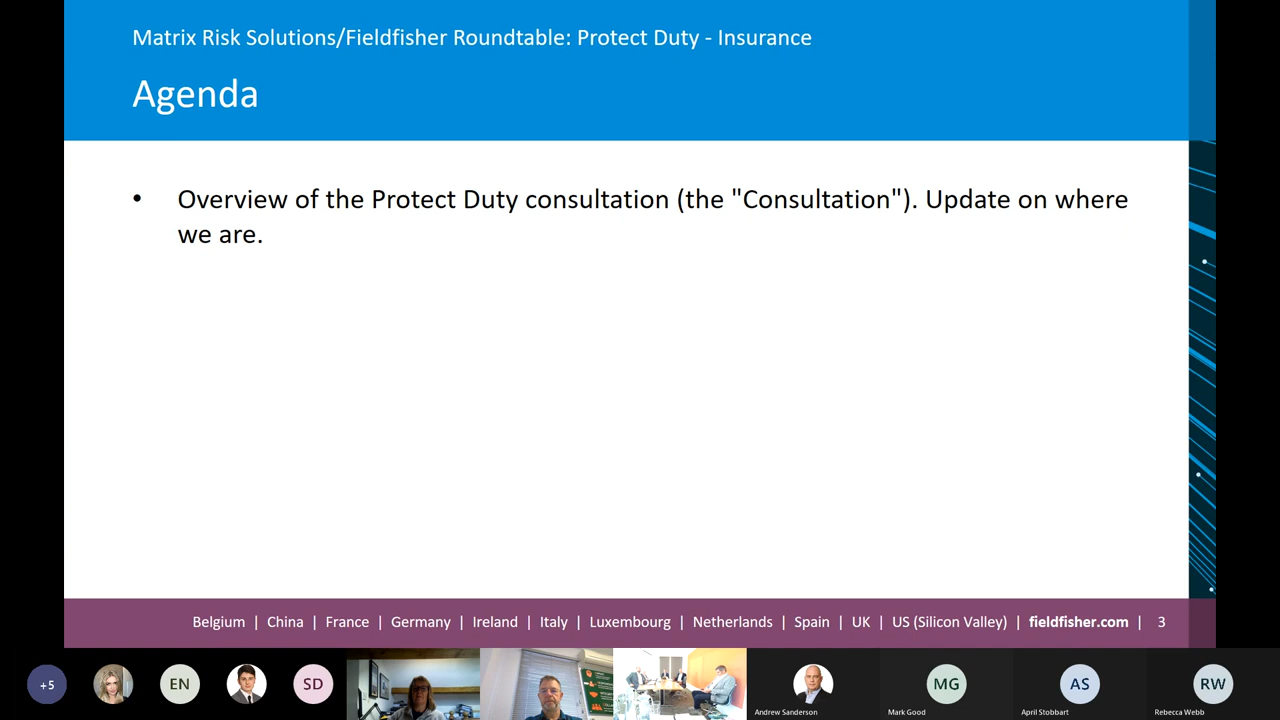 Matrix Risk Solutions/Fieldfisher Roundtable: Protect Duty - Insurance
Agenda
• Overview of the Protect Duty consultation (the "Consultation"). Update on where
we are.
Belgium | China | France | Germany | Ireland | Italy | Luxembourg | Netherlands | Spain | UK | US (Silicon Valley) | fieldfisher.com | 3
+5 EN SD MG AS RW
Andrew Sanderson Mark Good April Stobbart Rebecca Webb